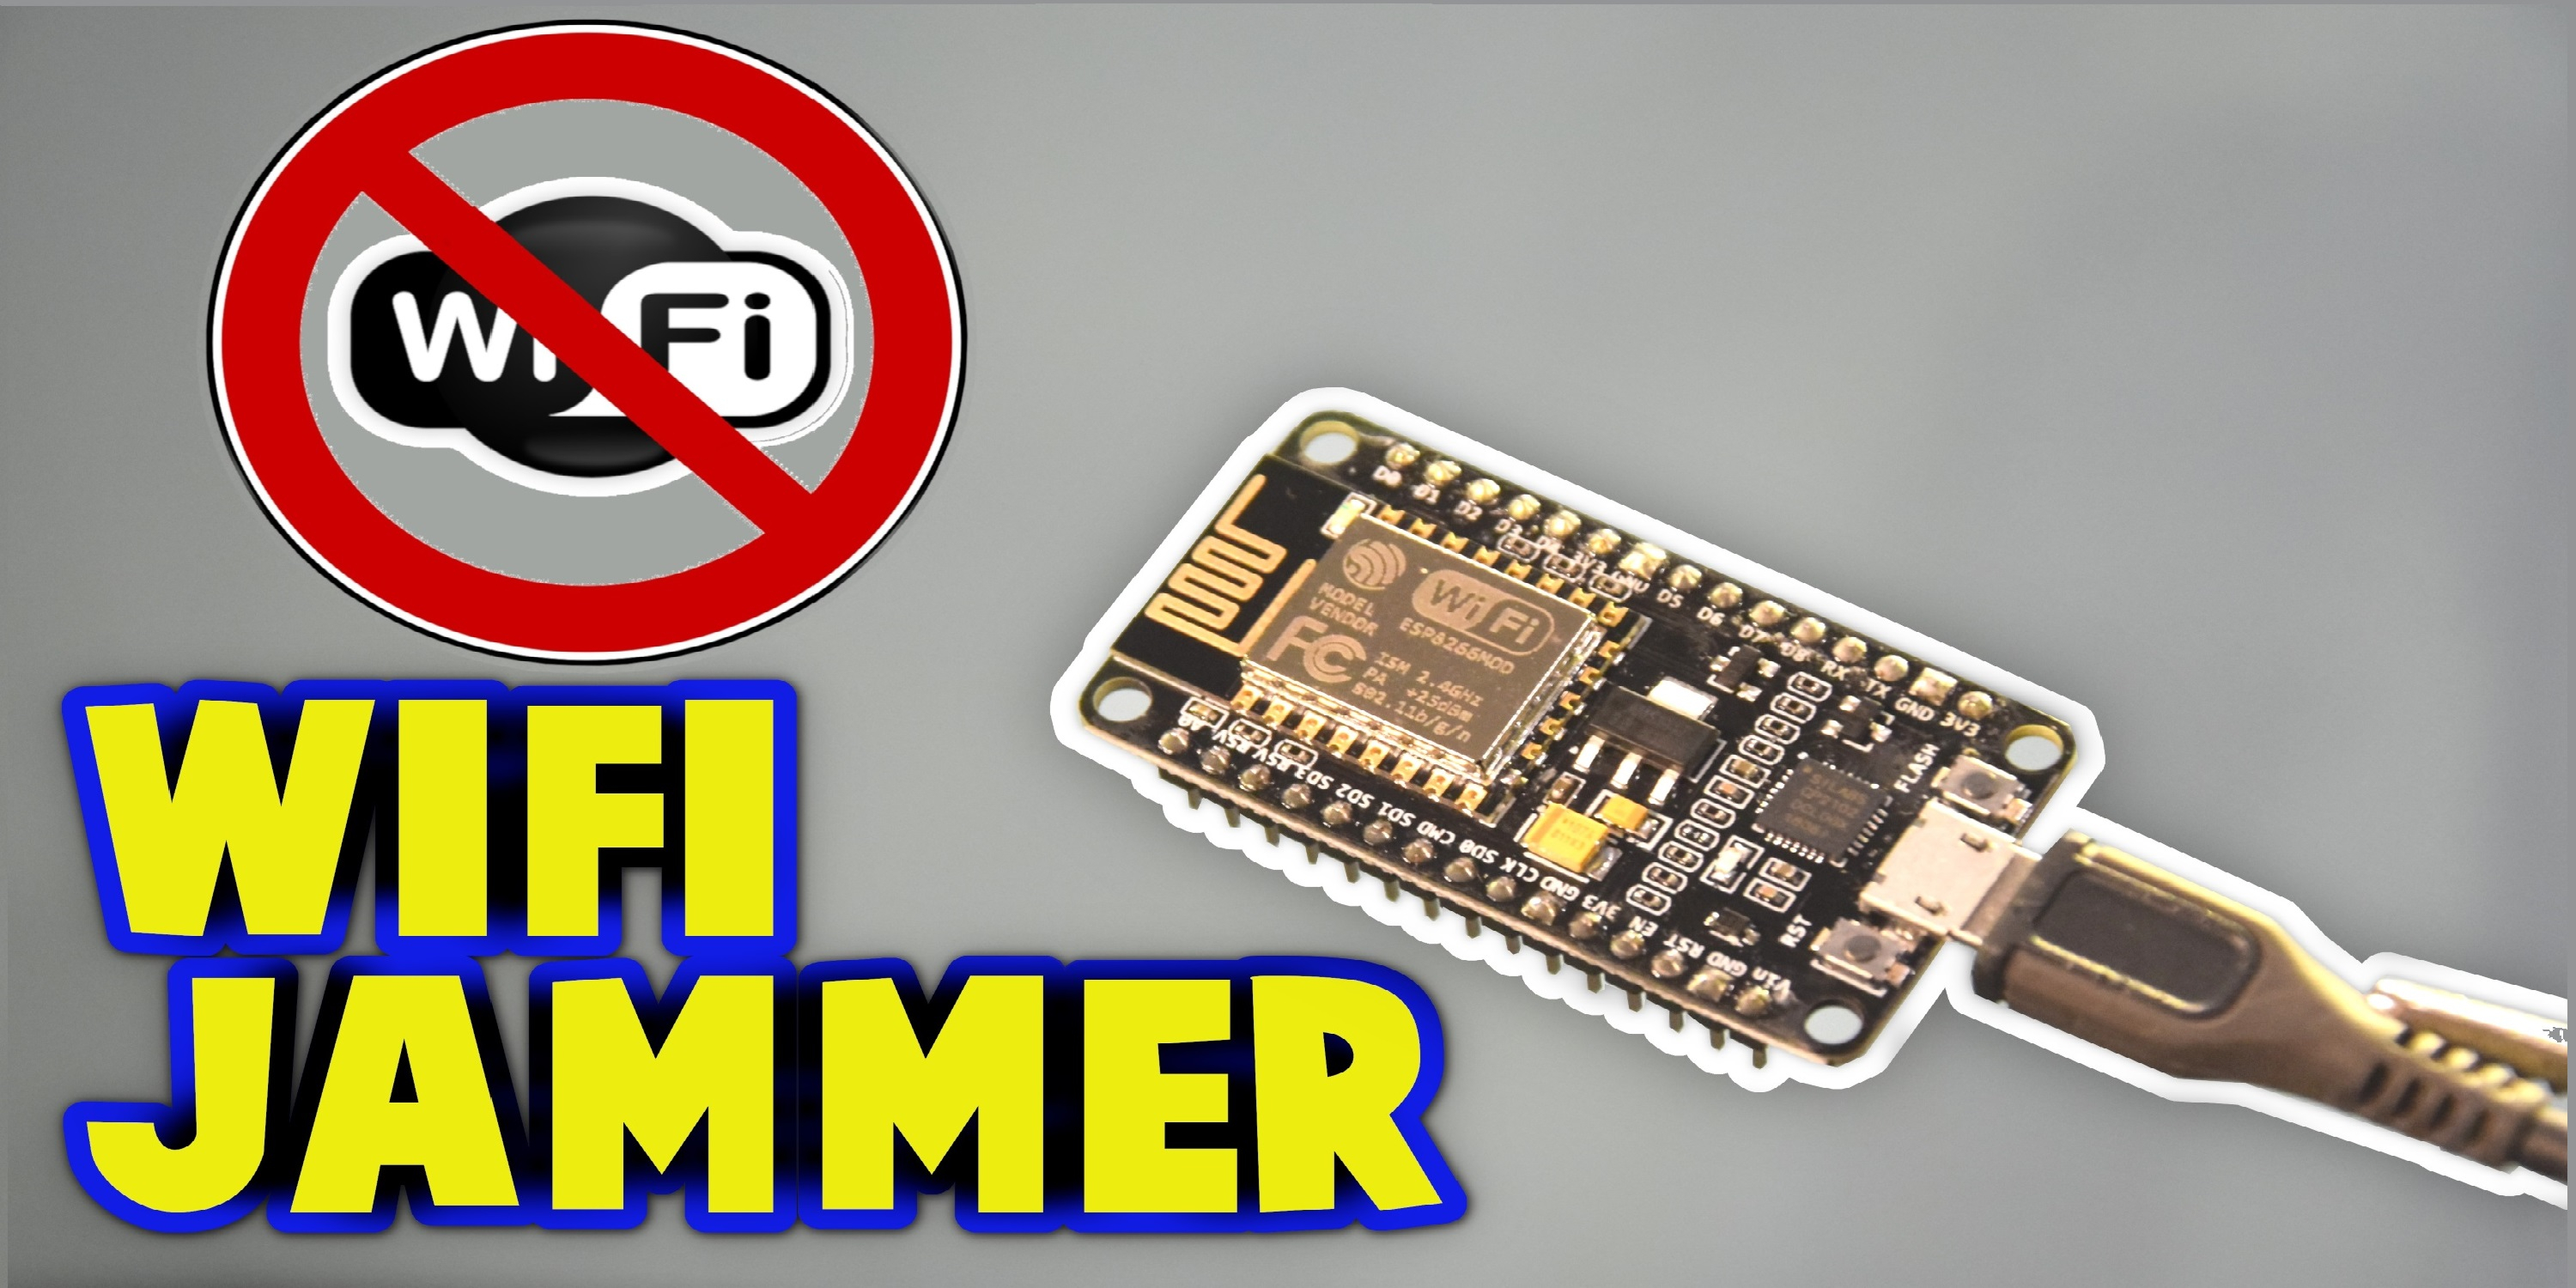 Wi Fi
WIFI
JAMMER
D0 D1 D2 D3 D4 3V3 GND D5 D6 D7 D8 RX TX GND 3V3
MODEL
VENDOR
WiFi
ESP8266MOD
FC
ISM 2.4GHz
PA +25dBm
802.11b/g/n
FLASH
RST
A0 RSV RSV SD3 SD2 SD1 CMD SD0 CLK GND 3V3 EN RST GND Vin